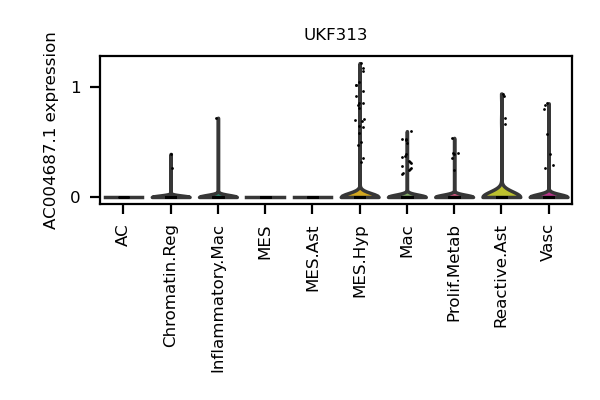 UKF313
AC004687.1 expression
1
0
AC
Chromatin.Reg
Inflammatory.Mac
MES
MES.Ast
MES.Hyp
Mac
Prolif.Metab
Reactive.Ast
Vasc